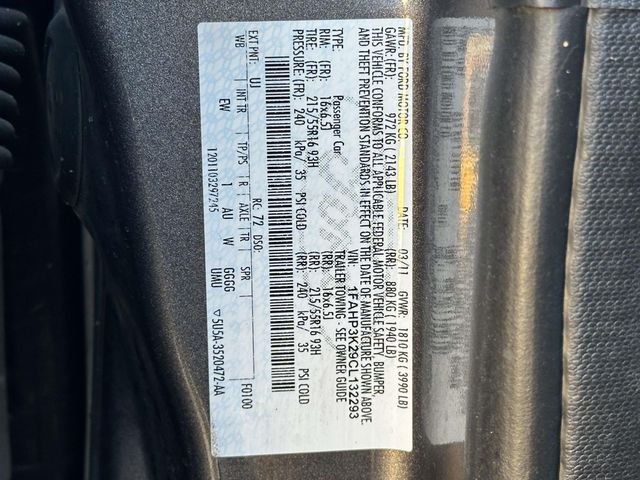 MFD. BY FORD MOTOR CO. DATE: 03/11 GVWR: 1810 KG ( 3990 LB)
GAWR: (FR): 972 KG ( 2143 LB) (RR): 880 KG ( 1940 LB)
THIS VEHICLE CONFORMS TO ALL APPLICABLE FEDERAL MOTOR VEHICLE SAFETY, BUMPER
AND THEFT PREVENTION STANDARDS IN EFFECT ON THE DATE OF MANUFACTURE SHOWN ABOVE.
VIN: 1FAHP3K29CL132293
TYPE: Passenger Car TRAILER TOWING - SEE OWNER GUIDE
RIM: (FR): 16x6.5J (RR): 16x6.5J
TIRE: (FR): 215/55R16 93H (RR): 215/55R16 93H
PRESSURE: (FR): 240 kPa/ 35 PSI COLD (RR): 240 kPa/ 35 PSI COLD
EXT PNT: UJ RC: 72 DSO: F0100
WB INT TR TP/PS R AXLE TR SPR
EW 1 AU W GGGG UMU
1201103297245 5U5A-3520472-AA